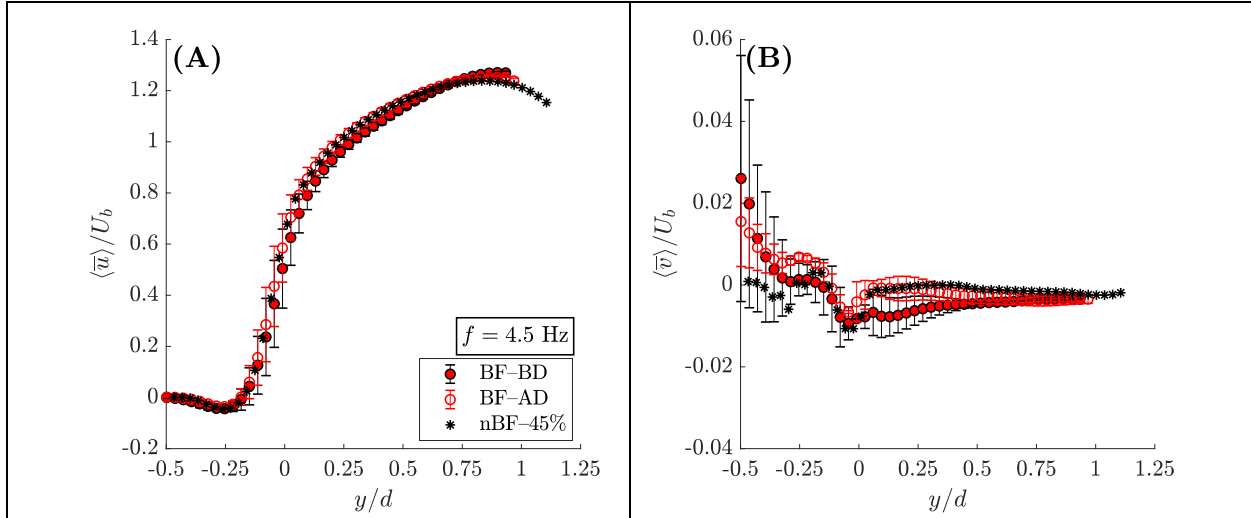 (A)
1.4
1.2
1
0.8
0.6
0.4
0.2
0
-0.2
-0.5 -0.25 0 0.25 0.5 0.75 1 1.25
⟨u̅⟩/U_b
y/d
f = 4.5 Hz
BF–BD
BF–AD
nBF–45%
(B)
0.06
0.04
0.02
0
-0.02
-0.04
-0.5 -0.25 0 0.25 0.5 0.75 1 1.25
⟨v̅⟩/U_b
y/d